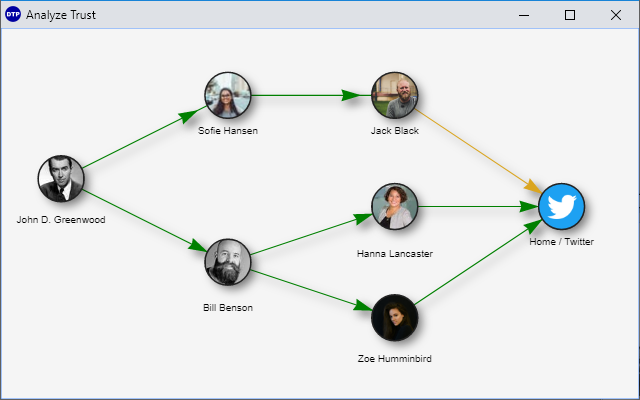 DTP Analyze Trust
Sofie Hansen
Jack Black
John D. Greenwood
Home / Twitter
Hanna Lancaster
Bill Benson
Zoe Humminbird